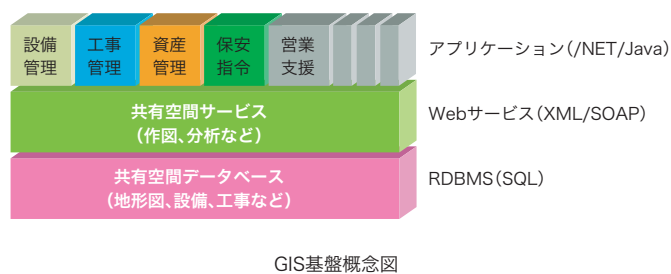 設備
管理
工事
管理
資産
管理
保安
指令
営業
支援
アプリケーション(/NET/Java)
共有空間サービス
(作図、分析など)
Webサービス(XML/SOAP)
共有空間データベース
(地形図、設備、工事など)
RDBMS(SQL)
GIS基盤概念図